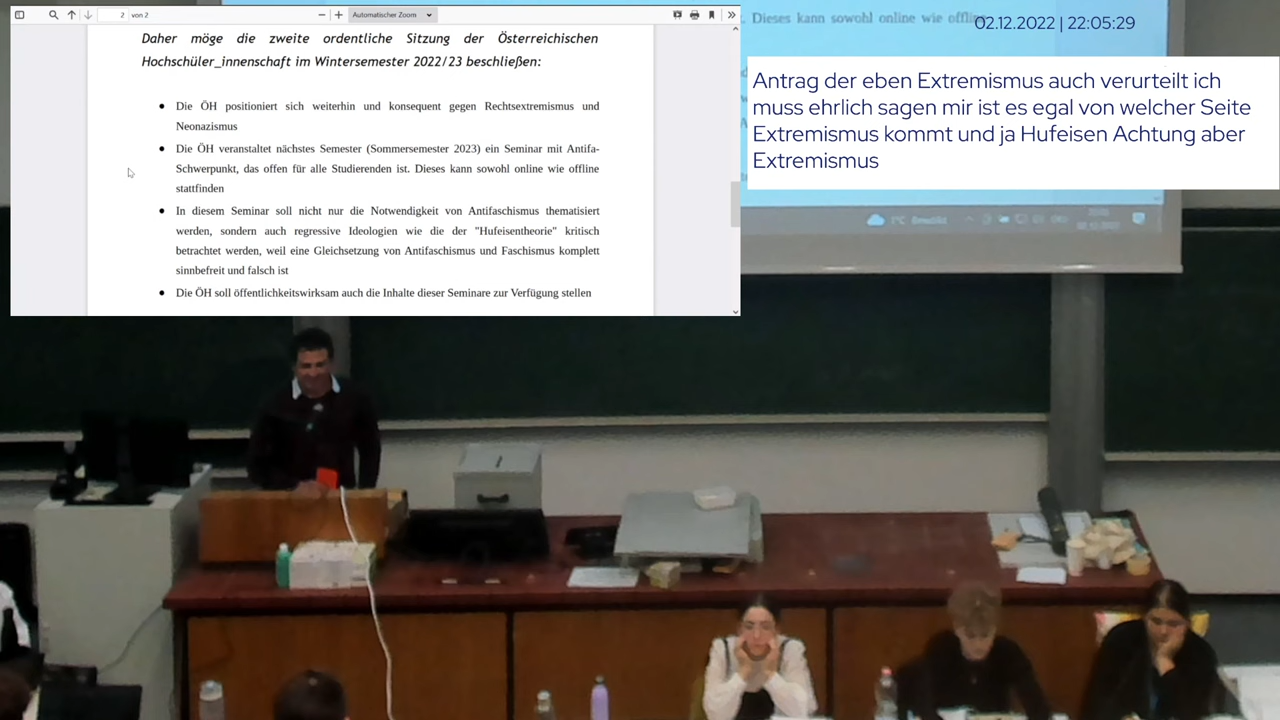 2
von 2
Automatischer Zoom
Daher möge die zweite ordentliche Sitzung der Österreichischen
Hochschüler_innenschaft im Wintersemester 2022/23 beschließen:
● Die ÖH positioniert sich weiterhin und konsequent gegen Rechtsextremismus und
Neonazismus
● Die ÖH veranstaltet nächstes Semester (Sommersemester 2023) ein Seminar mit Antifa-
Schwerpunkt, das offen für alle Studierenden ist. Dieses kann sowohl online wie offline
stattfinden
● In diesem Seminar soll nicht nur die Notwendigkeit von Antifaschismus thematisiert
werden, sondern auch regressive Ideologien wie die der "Hufeisentheorie" kritisch
betrachtet werden, weil eine Gleichsetzung von Antifaschismus und Faschismus komplett
sinnbefreit und falsch ist
● Die ÖH soll öffentlichkeitswirksam auch die Inhalte dieser Seminare zur Verfügung stellen
Dieses kann sowohl online wie offlin
02.12.2022 | 22:05:29
Antrag der eben Extremismus auch verurteilt ich
muss ehrlich sagen mir ist es egal von welcher Seite
Extremismus kommt und ja Hufeisen Achtung aber
Extremismus